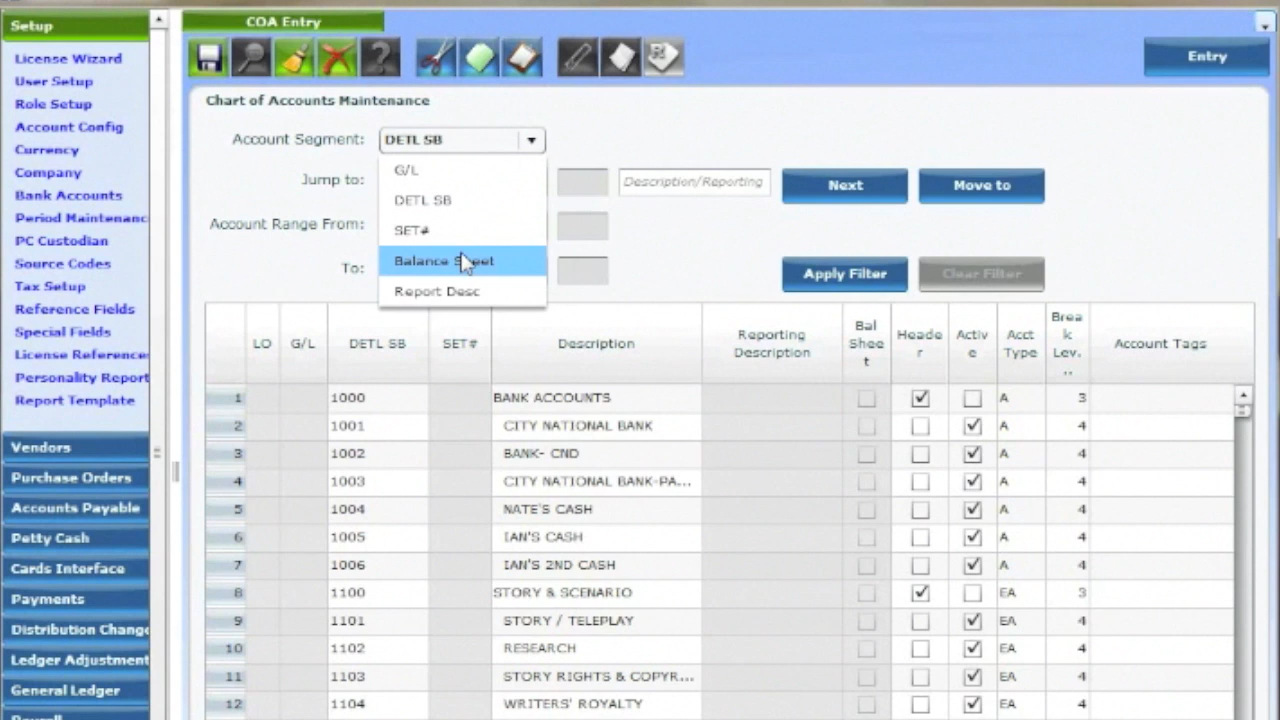 Setup
License Wizard
User Setup
Role Setup
Account Config
Currency
Company
Bank Accounts
Period Maintenanc
PC Custodian
Source Codes
Tax Setup
Reference Fields
Special Fields
License Reference
Personality Report
Report Template
Vendors
Purchase Orders
Accounts Payable
Petty Cash
Cards Interface
Payments
Distribution Change
Ledger Adjustment
General Ledger
Payroll
COA Entry
Entry
Chart of Accounts Maintenance
Account Segment: DETL SB
G/L
DETL SB
SET#
Balance Sheet
Report Desc
Jump to: Description/Reporting Next Move to
Account Range From:
To: Apply Filter Clear Filter
LO G/L DETL SB SET# Description Reporting Description Bal Shee t Heade r Activ e Acct Type Brea k Lev. .. Account Tags
1 1000 BANK ACCOUNTS A 3
2 1001 CITY NATIONAL BANK A 4
3 1002 BANK- CND A 4
4 1003 CITY NATIONAL BANK-PA... A 4
5 1004 NATE'S CASH A 4
6 1005 IAN'S CASH A 4
7 1006 IAN'S 2ND CASH A 4
8 1100 STORY & SCENARIO EA 3
9 1101 STORY / TELEPLAY EA 4
10 1102 RESEARCH EA 4
11 1103 STORY RIGHTS & COPYR... EA 4
12 1104 WRITERS' ROYALTY EA 4